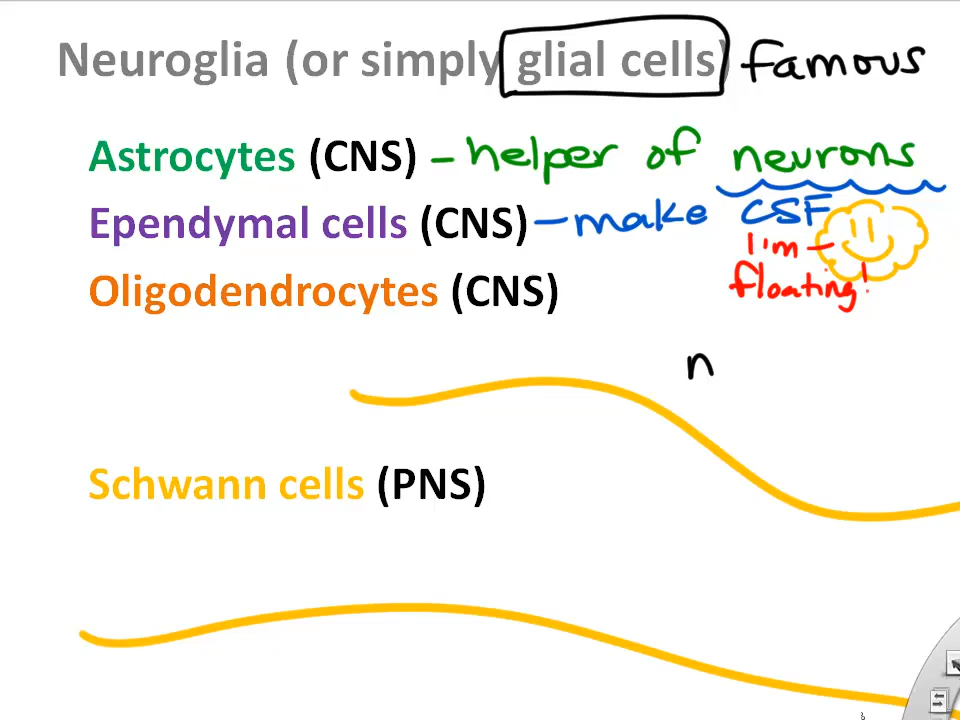 Neuroglia (or simply glial cells) Famous
Astrocytes (CNS) - helper of neurons
Ependymal cells (CNS) - make CSF
I'm
Oligodendrocytes (CNS) floating!
n
Schwann cells (PNS)